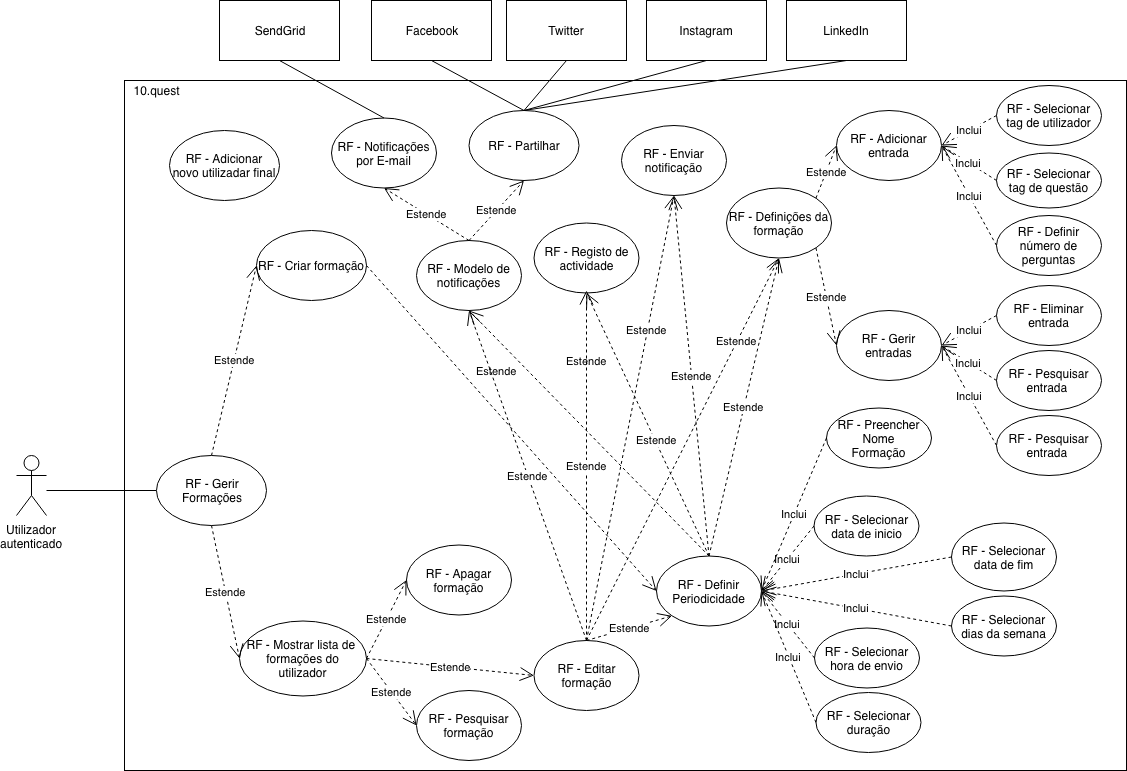 SendGrid
Facebook
Twitter
Instagram
LinkedIn
10.quest
RF - Adicionar
novo utilizadar final
RF - Notificações
por E-mail
RF - Partilhar
RF - Enviar
notificação
RF - Adicionar
entrada
Inclui
RF - Selecionar
tag de utilizador
Inclui
RF - Selecionar
tag de questão
Inclui
RF - Definir
número de
perguntas
Estende
Estende
Estende
RF - Definições da
formação
RF - Criar formação
RF - Modelo de
notificações
RF - Registo de
actividade
Estende
RF - Gerir
entradas
Inclui
RF - Eliminar
entrada
Inclui
RF - Pesquisar
entrada
Inclui
RF - Pesquisar
entrada
Estende
Estende
Estende
Estende
Estende
Estende
Estende
Estende
Estende
Estende
RF - Preencher
Nome
Formação
Utilizador
autenticado
RF - Gerir
Formações
Inclui
RF - Selecionar
data de inicio
Inclui
RF - Selecionar
data de fim
Inclui
RF - Definir
Periodicidade
Inclui
RF - Selecionar
dias da semana
Inclui
RF - Selecionar
hora de envio
Inclui
RF - Selecionar
duração
Estende
RF - Apagar
formação
Estende
Estende
RF - Mostrar lista de
formações do
utilizador
Estende
RF - Editar
formação
Estende
RF - Pesquisar
formação